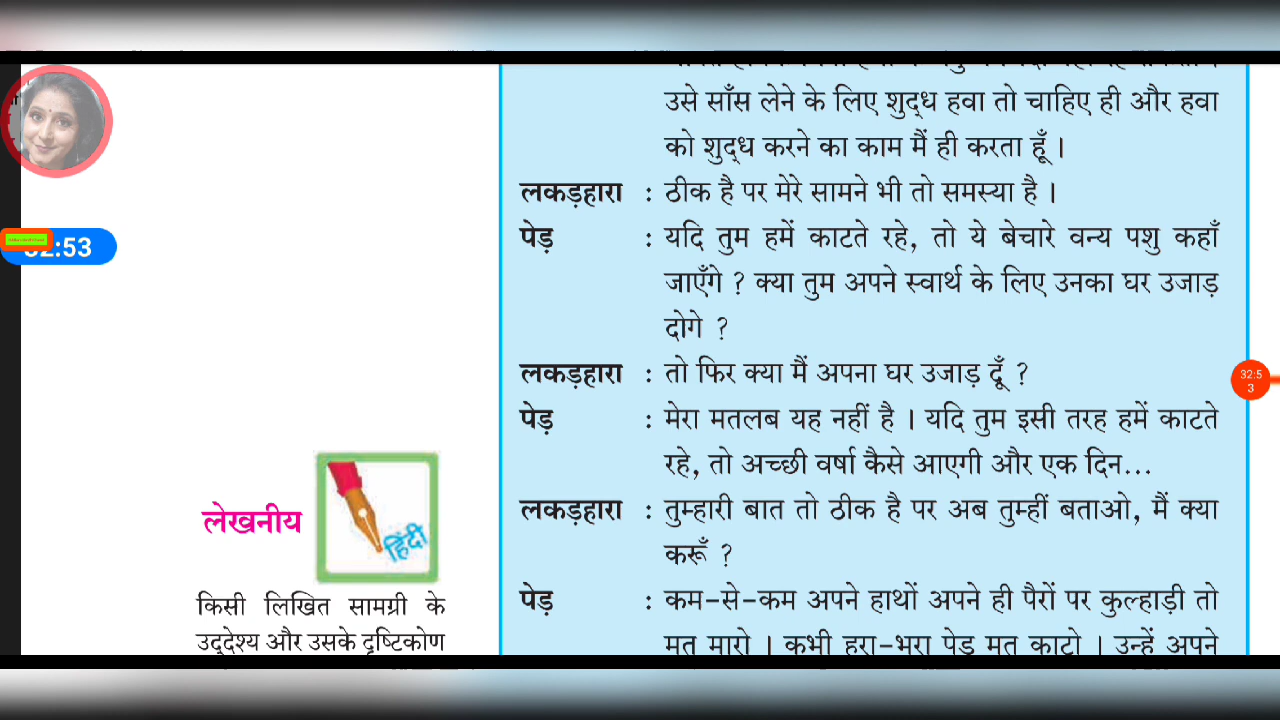 उसे साँस लेने के लिए शुद्ध हवा तो चाहिए ही और हवा
को शुद्ध करने का काम मैं ही करता हूँ ।
लकड़हारा : ठीक है पर मेरे सामने भी तो समस्या है ।
पेड़ : यदि तुम हमें काटते रहे, तो ये बेचारे वन्य पशु कहाँ
जाएँगे ? क्या तुम अपने स्वार्थ के लिए उनका घर उजाड़
दोगे ?
लकड़हारा : तो फिर क्या मैं अपना घर उजाड़ दूँ ?
पेड़ : मेरा मतलब यह नहीं है । यदि तुम इसी तरह हमें काटते
रहे, तो अच्छी वर्षा कैसे आएगी और एक दिन...
लकड़हारा : तुम्हारी बात तो ठीक है पर अब तुम्हीं बताओ, मैं क्या
करूँ ?
पेड़ : कम-से-कम अपने हाथों अपने ही पैरों पर कुल्हाड़ी तो
मत मारो । कभी हरा-भरा पेड़ मत काटो । उन्हें अपने
लेखनीय
हिंदी
किसी लिखित सामग्री के
उद्देश्य और उसके दृष्टिकोण
32:53
32:5
3